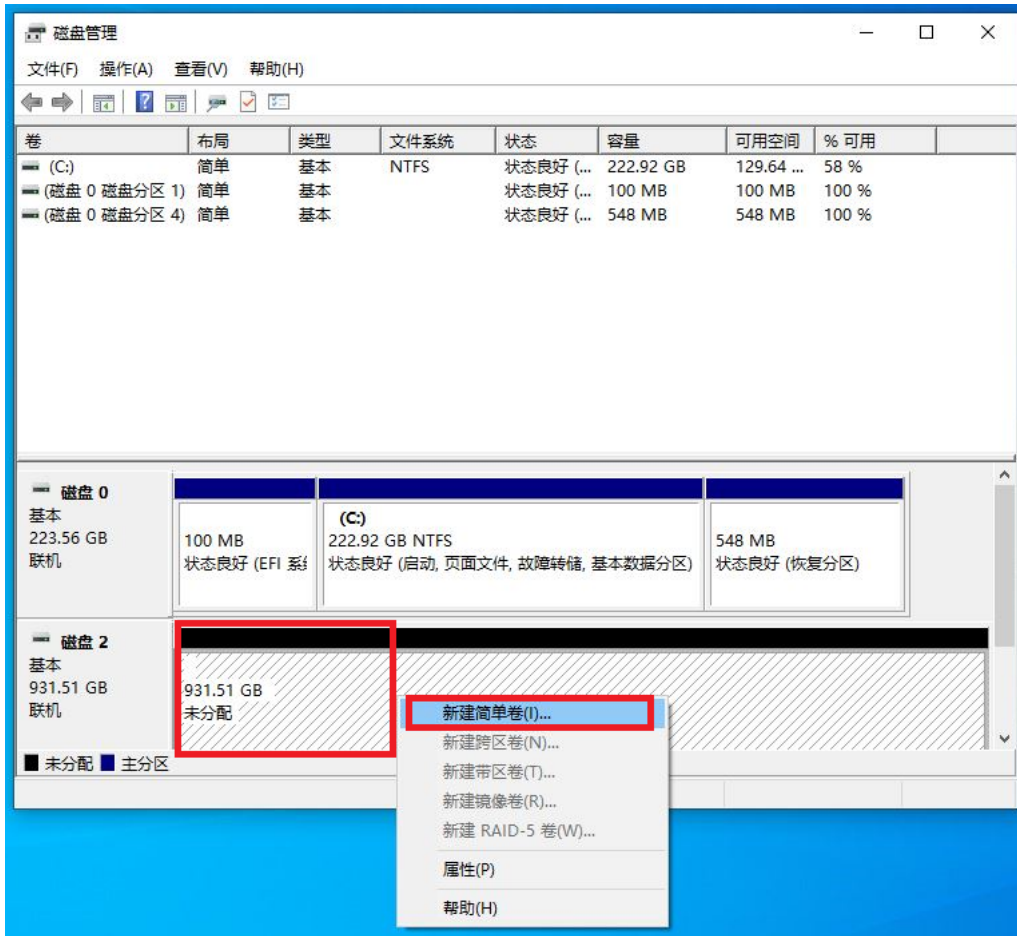 磁盘管理
文件(F) 操作(A) 查看(V) 帮助(H)
卷 布局 类型 文件系统 状态 容量 可用空间 % 可用
(C:) 简单 基本 NTFS 状态良好 (... 222.92 GB 129.64 ... 58 %
(磁盘 0 磁盘分区 1) 简单 基本 状态良好 (... 100 MB 100 MB 100 %
(磁盘 0 磁盘分区 4) 简单 基本 状态良好 (... 548 MB 548 MB 100 %
磁盘 0
基本
223.56 GB
联机
100 MB
状态良好 (EFI 系
(C:)
222.92 GB NTFS
状态良好 (启动, 页面文件, 故障转储, 基本数据分区)
548 MB
状态良好 (恢复分区)
磁盘 2
基本
931.51 GB
联机
931.51 GB
未分配
新建简单卷(I)...
新建跨区卷(N)...
新建带区卷(T)...
新建镜像卷(R)...
新建 RAID-5 卷(W)...
属性(P)
帮助(H)
未分配 主分区